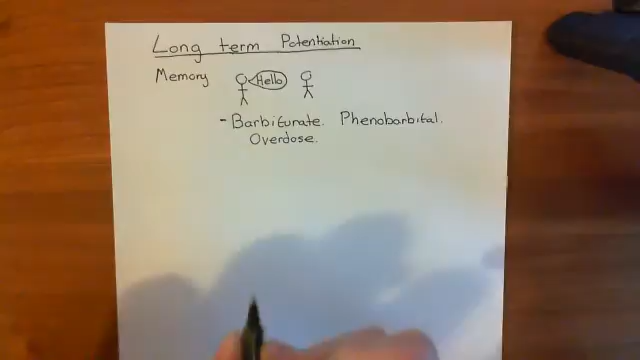 Long term Potentiation
Memory
Hello
- Barbiturate. Phenobarbital.
Overdose.